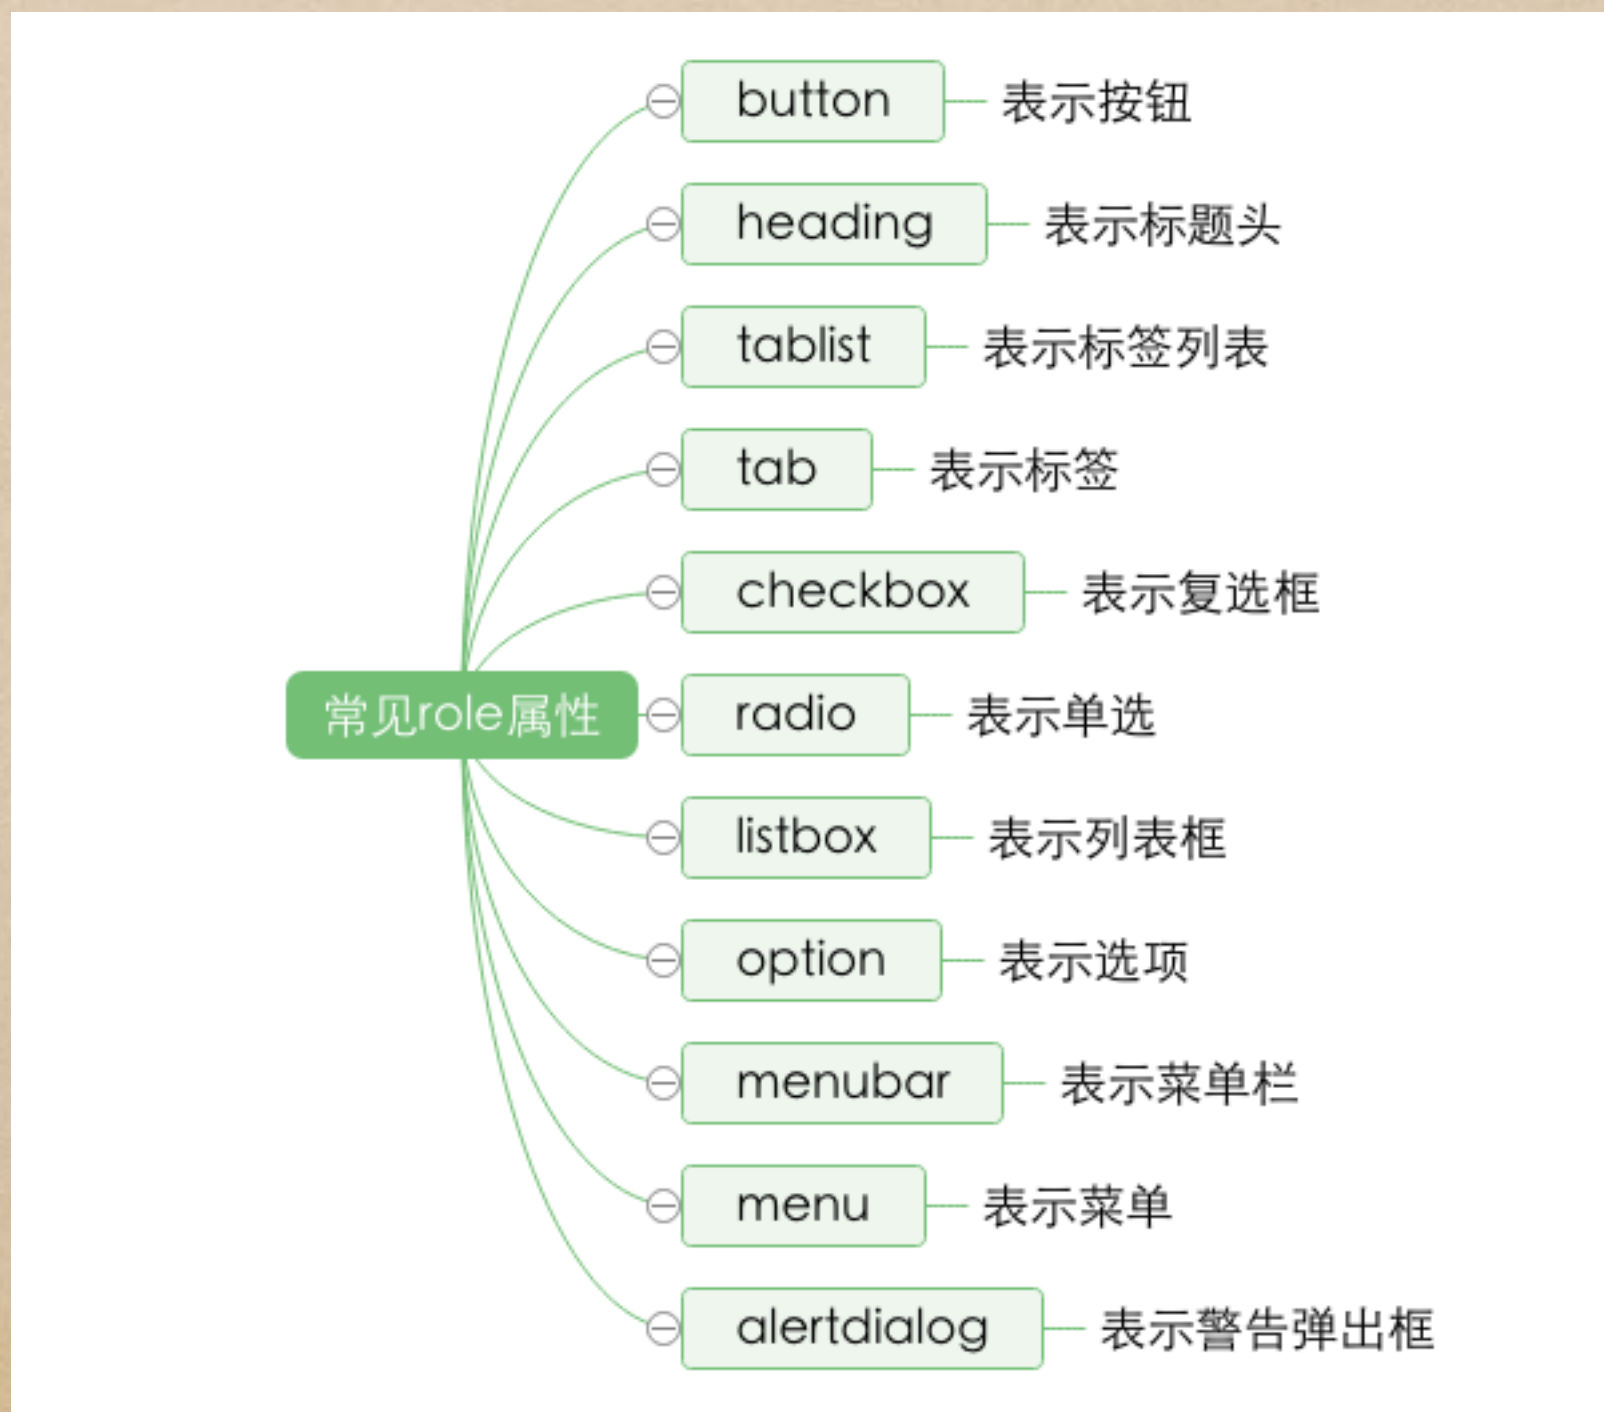 button 表示按钮
heading 表示标题头
tablist 表示标签列表
tab 表示标签
checkbox 表示复选框
常见role属性
radio 表示单选
listbox 表示列表框
option 表示选项
menubar 表示菜单栏
menu 表示菜单
alertdialog 表示警告弹出框